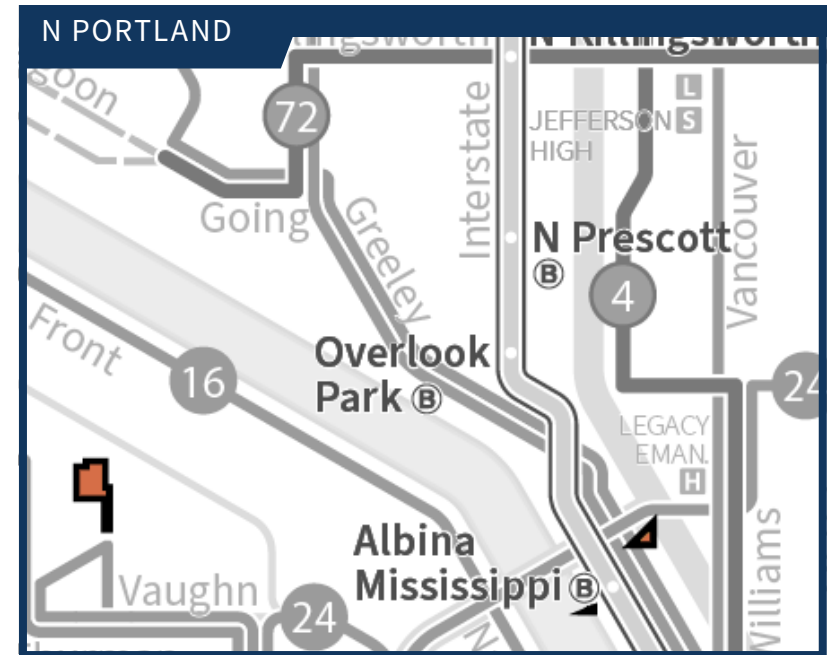 N PORTLAND
N Killingsworth
goon
72
Interstate
L
JEFFERSON
S
HIGH
Vancouver
Going
Greeley
N Prescott
B
4
Front
Overlook
Park B
16
24
LEGACY
EMAN.
H
Albina
Mississippi B
Vaughn
24
Williams
N